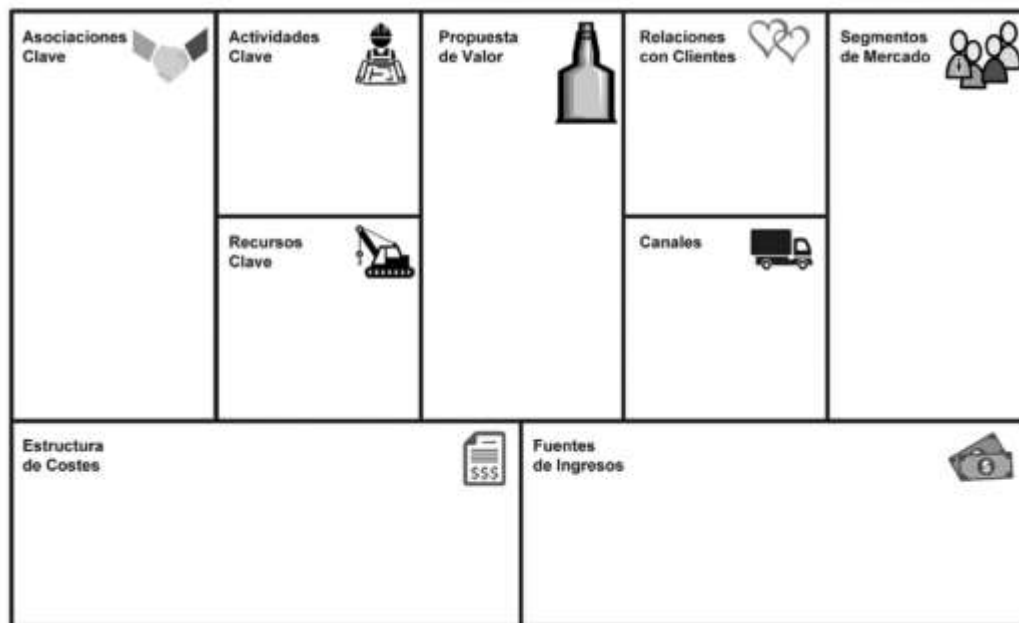 Asociaciones
Clave
Actividades
Clave
Propuesta
de Valor
Relaciones
con Clientes
Segmentos
de Mercado
Recursos
Clave
Canales
Estructura
de Costes
$$$
Fuentes
de Ingresos
$